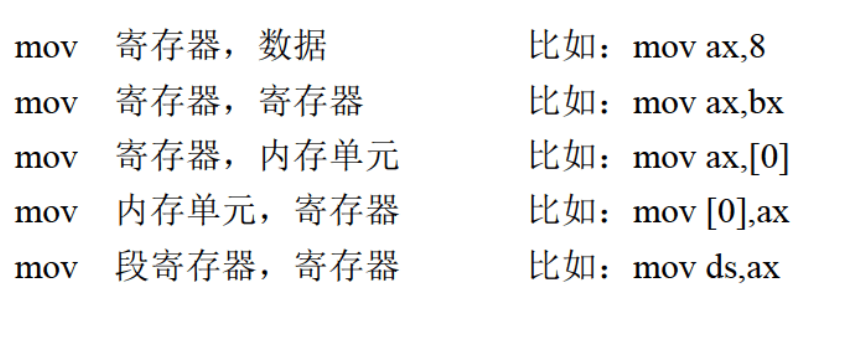 mov 寄存器，数据 比如：mov ax,8
mov 寄存器，寄存器 比如：mov ax,bx
mov 寄存器，内存单元 比如：mov ax,[0]
mov 内存单元，寄存器 比如：mov [0],ax
mov 段寄存器，寄存器 比如：mov ds,ax